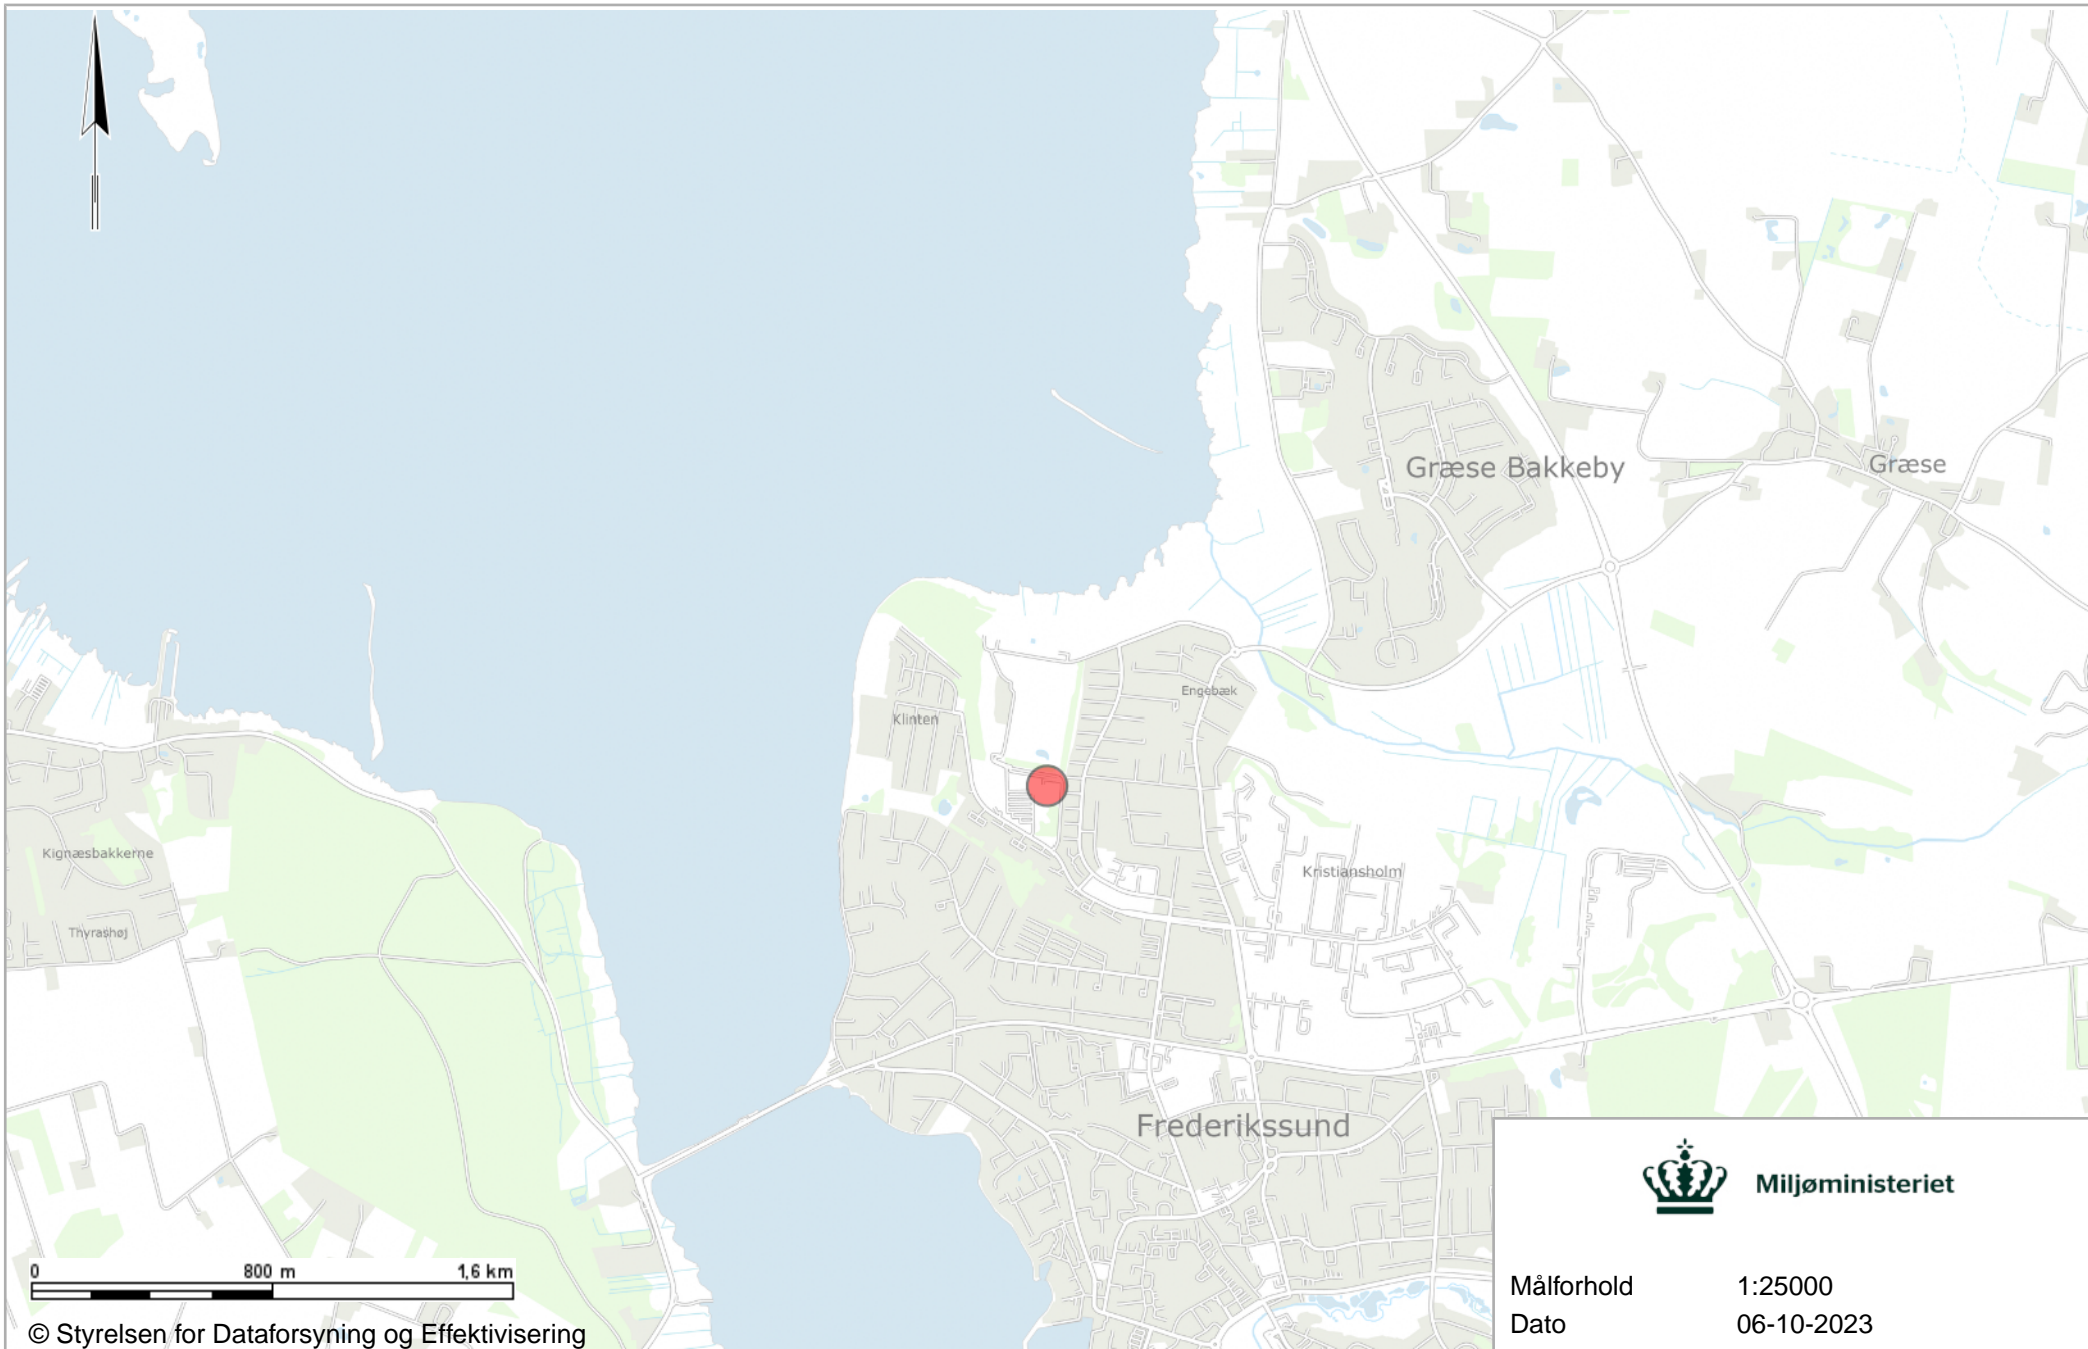 Græse Bakkeby
Græse
Engebæk
Klinten
Kignæsbakkerne
Kristiansholm
Thyrashøj
Frederikssund
Miljøministeriet
0 800 m 1,6 km
Målforhold 1:25000
Dato 06-10-2023
© Styrelsen for Dataforsyning og Effektivisering